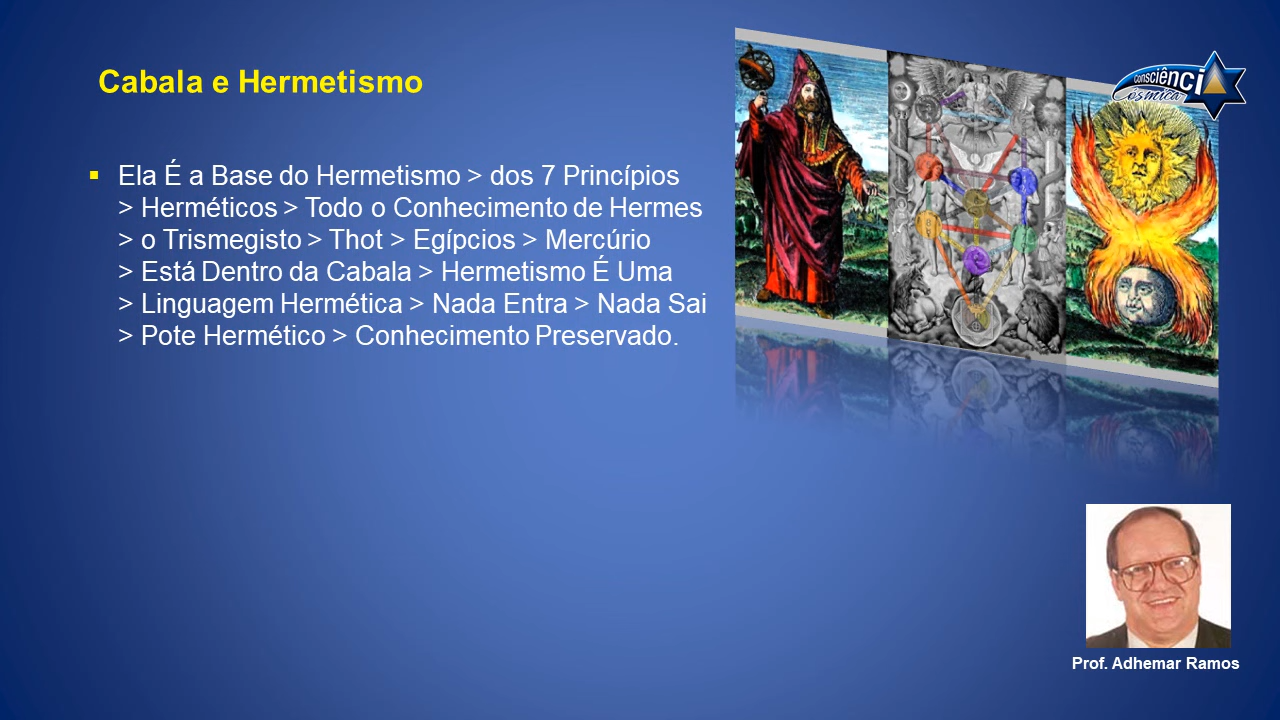 Cabala e Hermetismo
consciênci
Cósmica
▪ Ela É a Base do Hermetismo > dos 7 Princípios
> Herméticos > Todo o Conhecimento de Hermes
> o Trismegisto > Thot > Egípcios > Mercúrio
> Está Dentro da Cabala > Hermetismo É Uma
> Linguagem Hermética > Nada Entra > Nada Sai
> Pote Hermético > Conhecimento Preservado.
Prof. Adhemar Ramos